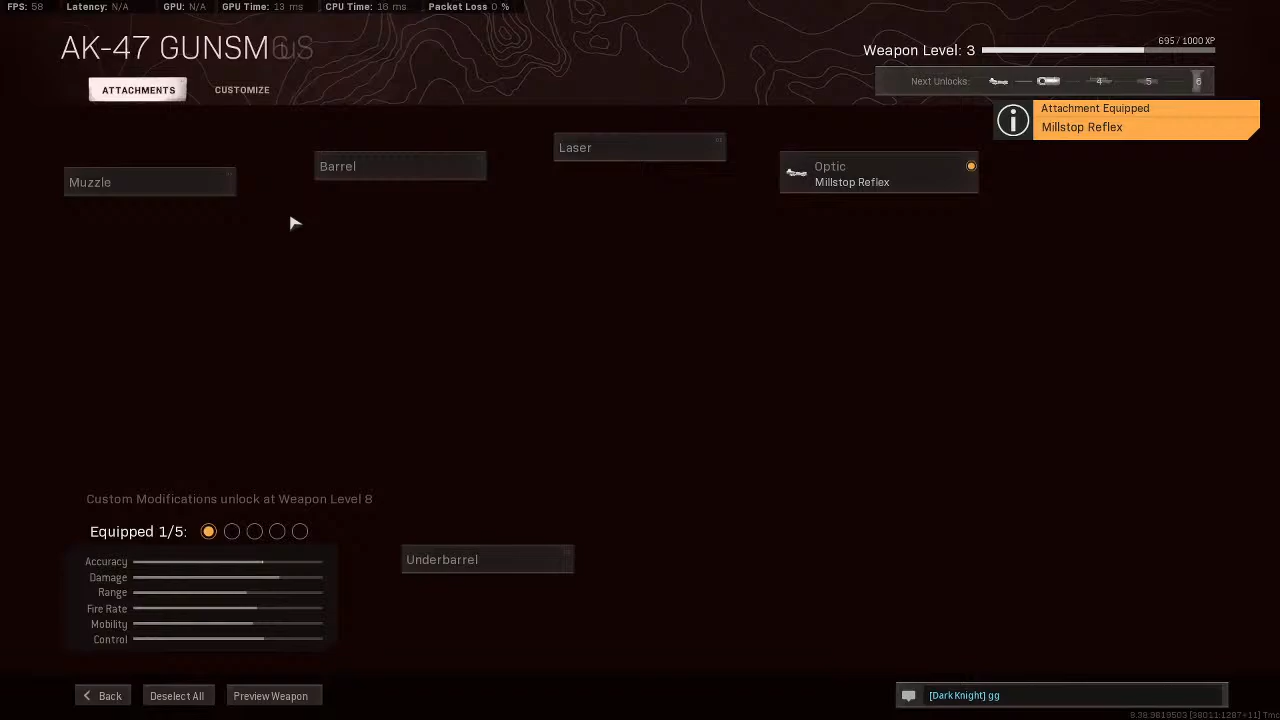 FPS: 58 Latency: N/A GPU: N/A GPU Time: 13 ms CPU Time: 16 ms Packet Loss 0 %
AK-47 GUNSM
Weapon Level: 3
695 / 1000 XP
ATTACHMENTS CUSTOMIZE
Next Unlocks: 4 5 6
Attachment Equipped
Millstop Reflex
Laser
Barrel
Optic
Millstop Reflex
Muzzle
Custom Modifications unlock at Weapon Level 8
Equipped 1/5:
Underbarrel
Accuracy
Damage
Range
Fire Rate
Mobility
Control
Back Deselect All Preview Weapon
[Dark Knight] gg